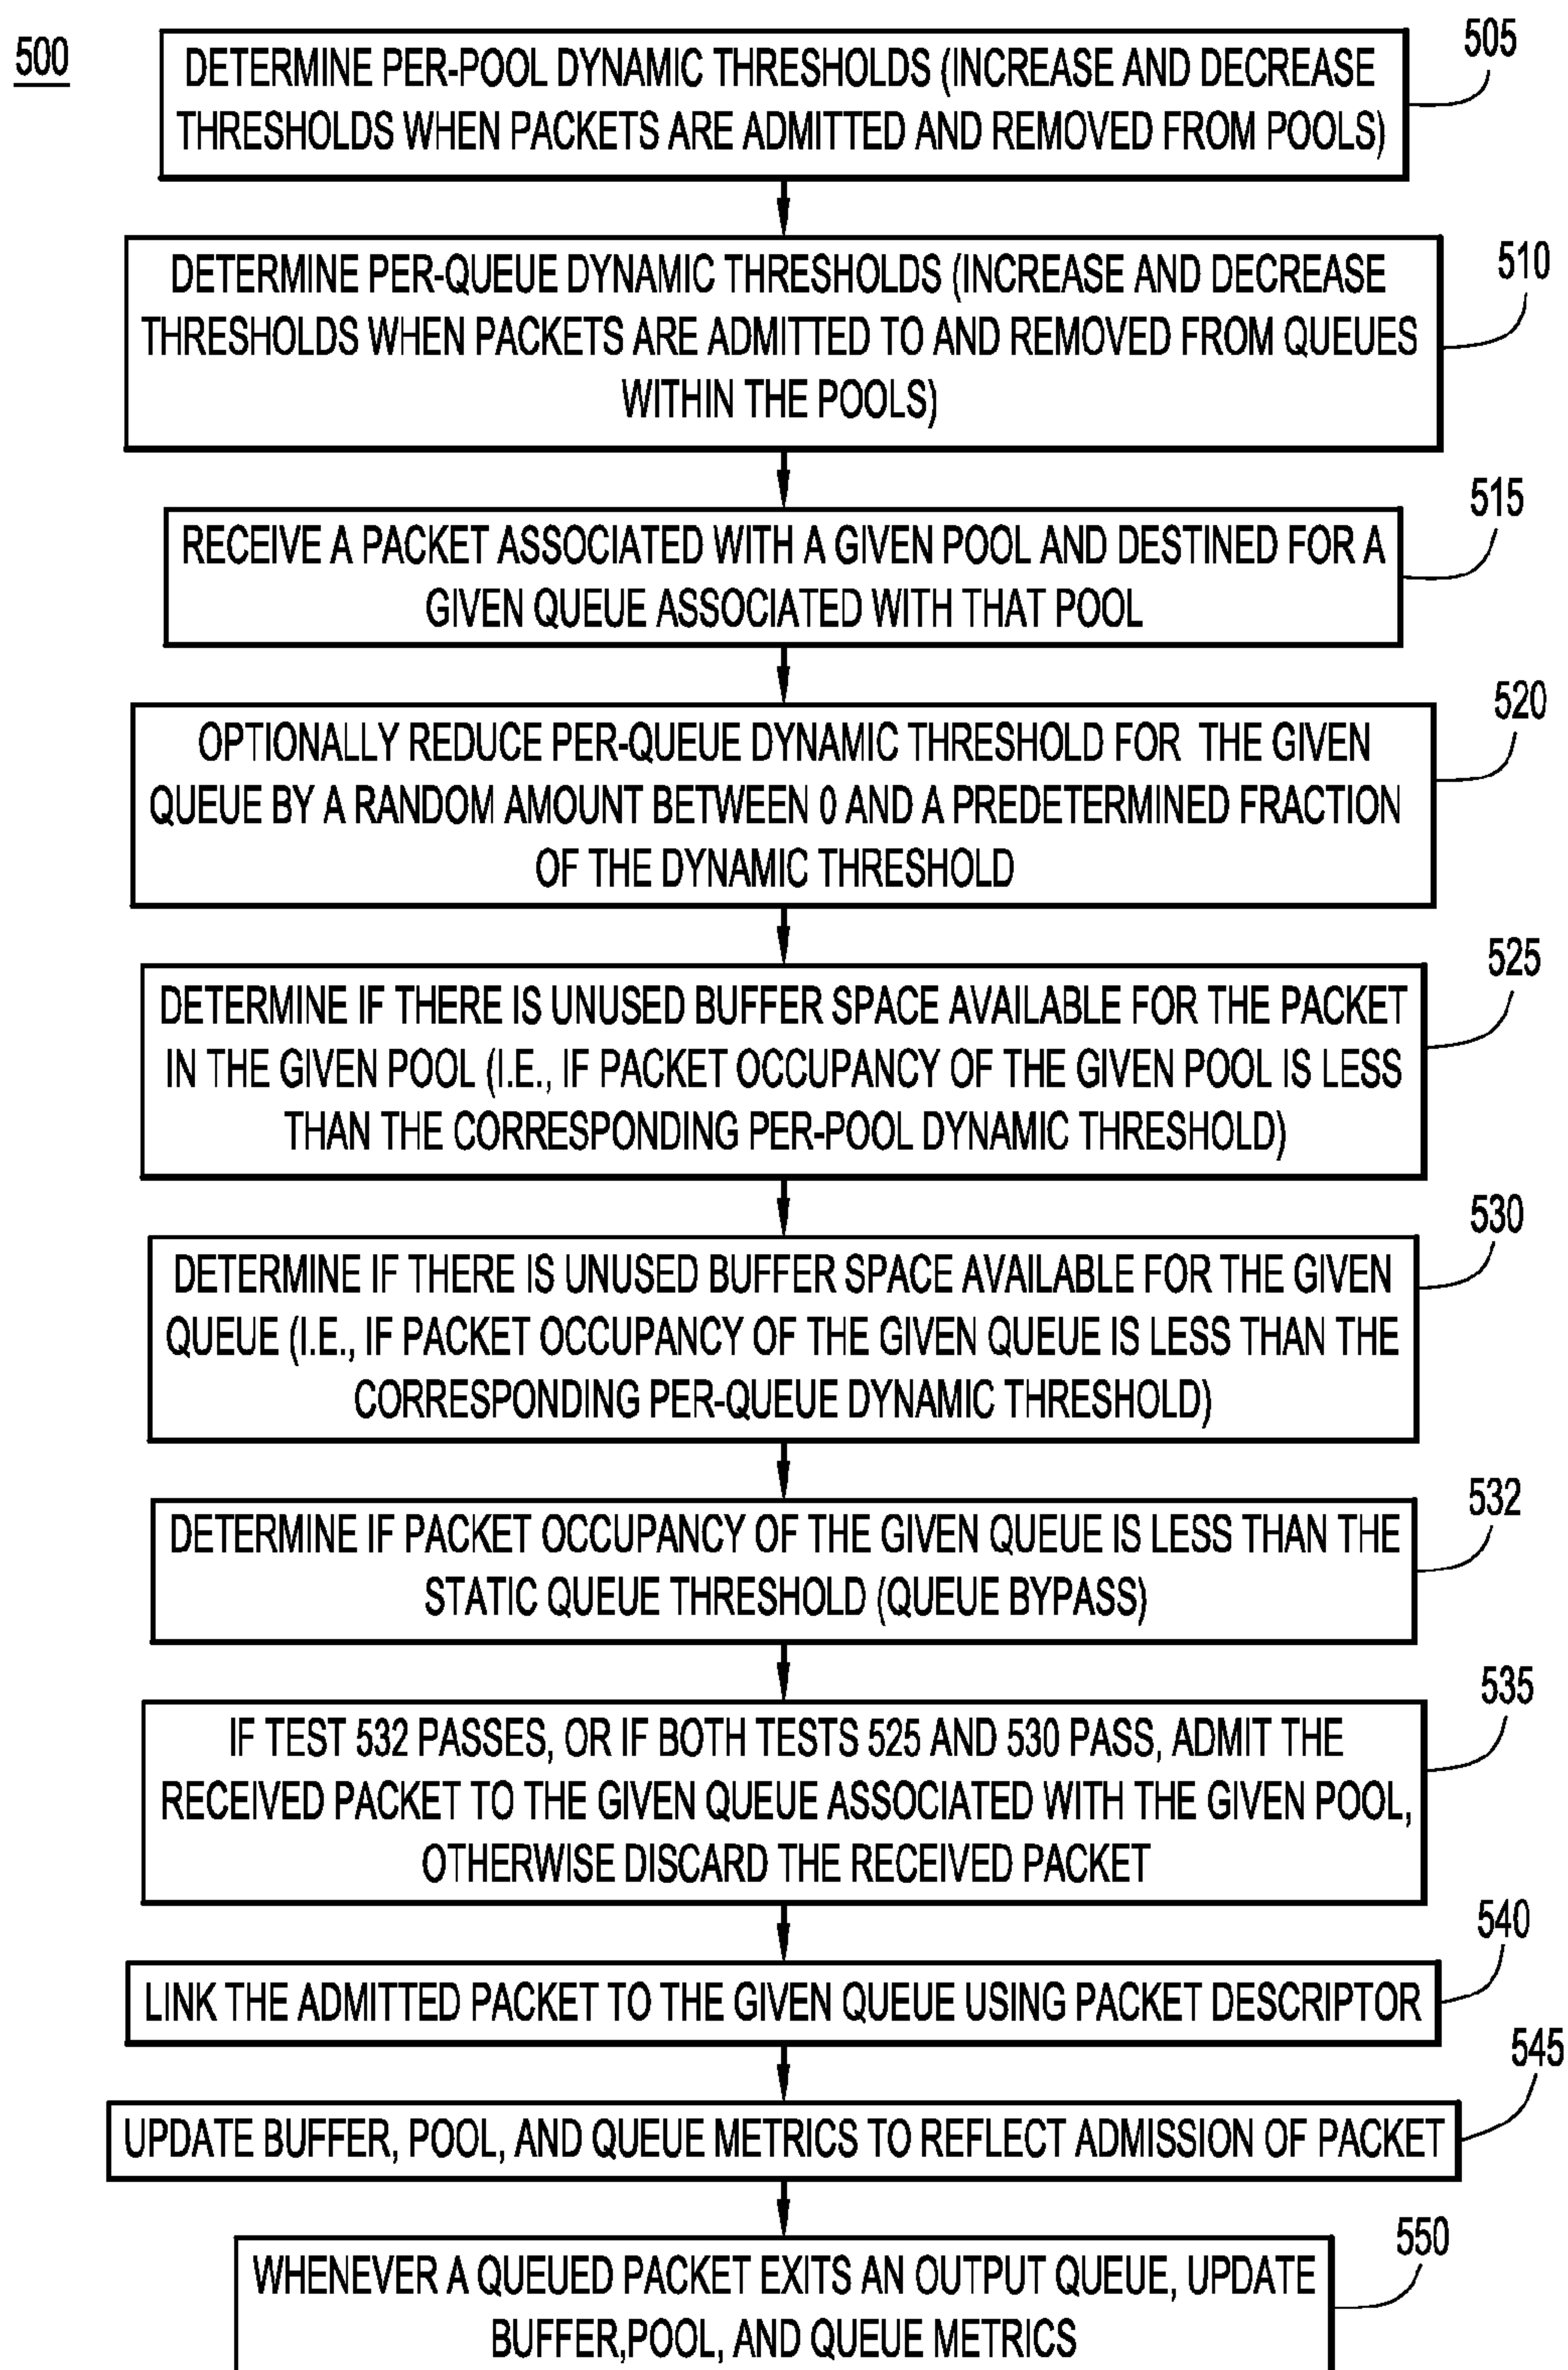 500
505
DETERMINE PER-POOL DYNAMIC THRESHOLDS (INCREASE AND DECREASE
THRESHOLDS WHEN PACKETS ARE ADMITTED AND REMOVED FROM POOLS)
510
DETERMINE PER-QUEUE DYNAMIC THRESHOLDS (INCREASE AND DECREASE
THRESHOLDS WHEN PACKETS ARE ADMITTED TO AND REMOVED FROM QUEUES
WITHIN THE POOLS)
515
RECEIVE A PACKET ASSOCIATED WITH A GIVEN POOL AND DESTINED FOR A
GIVEN QUEUE ASSOCIATED WITH THAT POOL
520
OPTIONALLY REDUCE PER-QUEUE DYNAMIC THRESHOLD FOR THE GIVEN
QUEUE BY A RANDOM AMOUNT BETWEEN 0 AND A PREDETERMINED FRACTION
OF THE DYNAMIC THRESHOLD
525
DETERMINE IF THERE IS UNUSED BUFFER SPACE AVAILABLE FOR THE PACKET
IN THE GIVEN POOL (I.E., IF PACKET OCCUPANCY OF THE GIVEN POOL IS LESS
THAN THE CORRESPONDING PER-POOL DYNAMIC THRESHOLD)
530
DETERMINE IF THERE IS UNUSED BUFFER SPACE AVAILABLE FOR THE GIVEN
QUEUE (I.E., IF PACKET OCCUPANCY OF THE GIVEN QUEUE IS LESS THAN THE
CORRESPONDING PER-QUEUE DYNAMIC THRESHOLD)
532
DETERMINE IF PACKET OCCUPANCY OF THE GIVEN QUEUE IS LESS THAN THE
STATIC QUEUE THRESHOLD (QUEUE BYPASS)
535
IF TEST 532 PASSES, OR IF BOTH TESTS 525 AND 530 PASS, ADMIT THE
RECEIVED PACKET TO THE GIVEN QUEUE ASSOCIATED WITH THE GIVEN POOL,
OTHERWISE DISCARD THE RECEIVED PACKET
540
LINK THE ADMITTED PACKET TO THE GIVEN QUEUE USING PACKET DESCRIPTOR
545
UPDATE BUFFER, POOL, AND QUEUE METRICS TO REFLECT ADMISSION OF PACKET
550
WHENEVER A QUEUED PACKET EXITS AN OUTPUT QUEUE, UPDATE
BUFFER,POOL, AND QUEUE METRICS